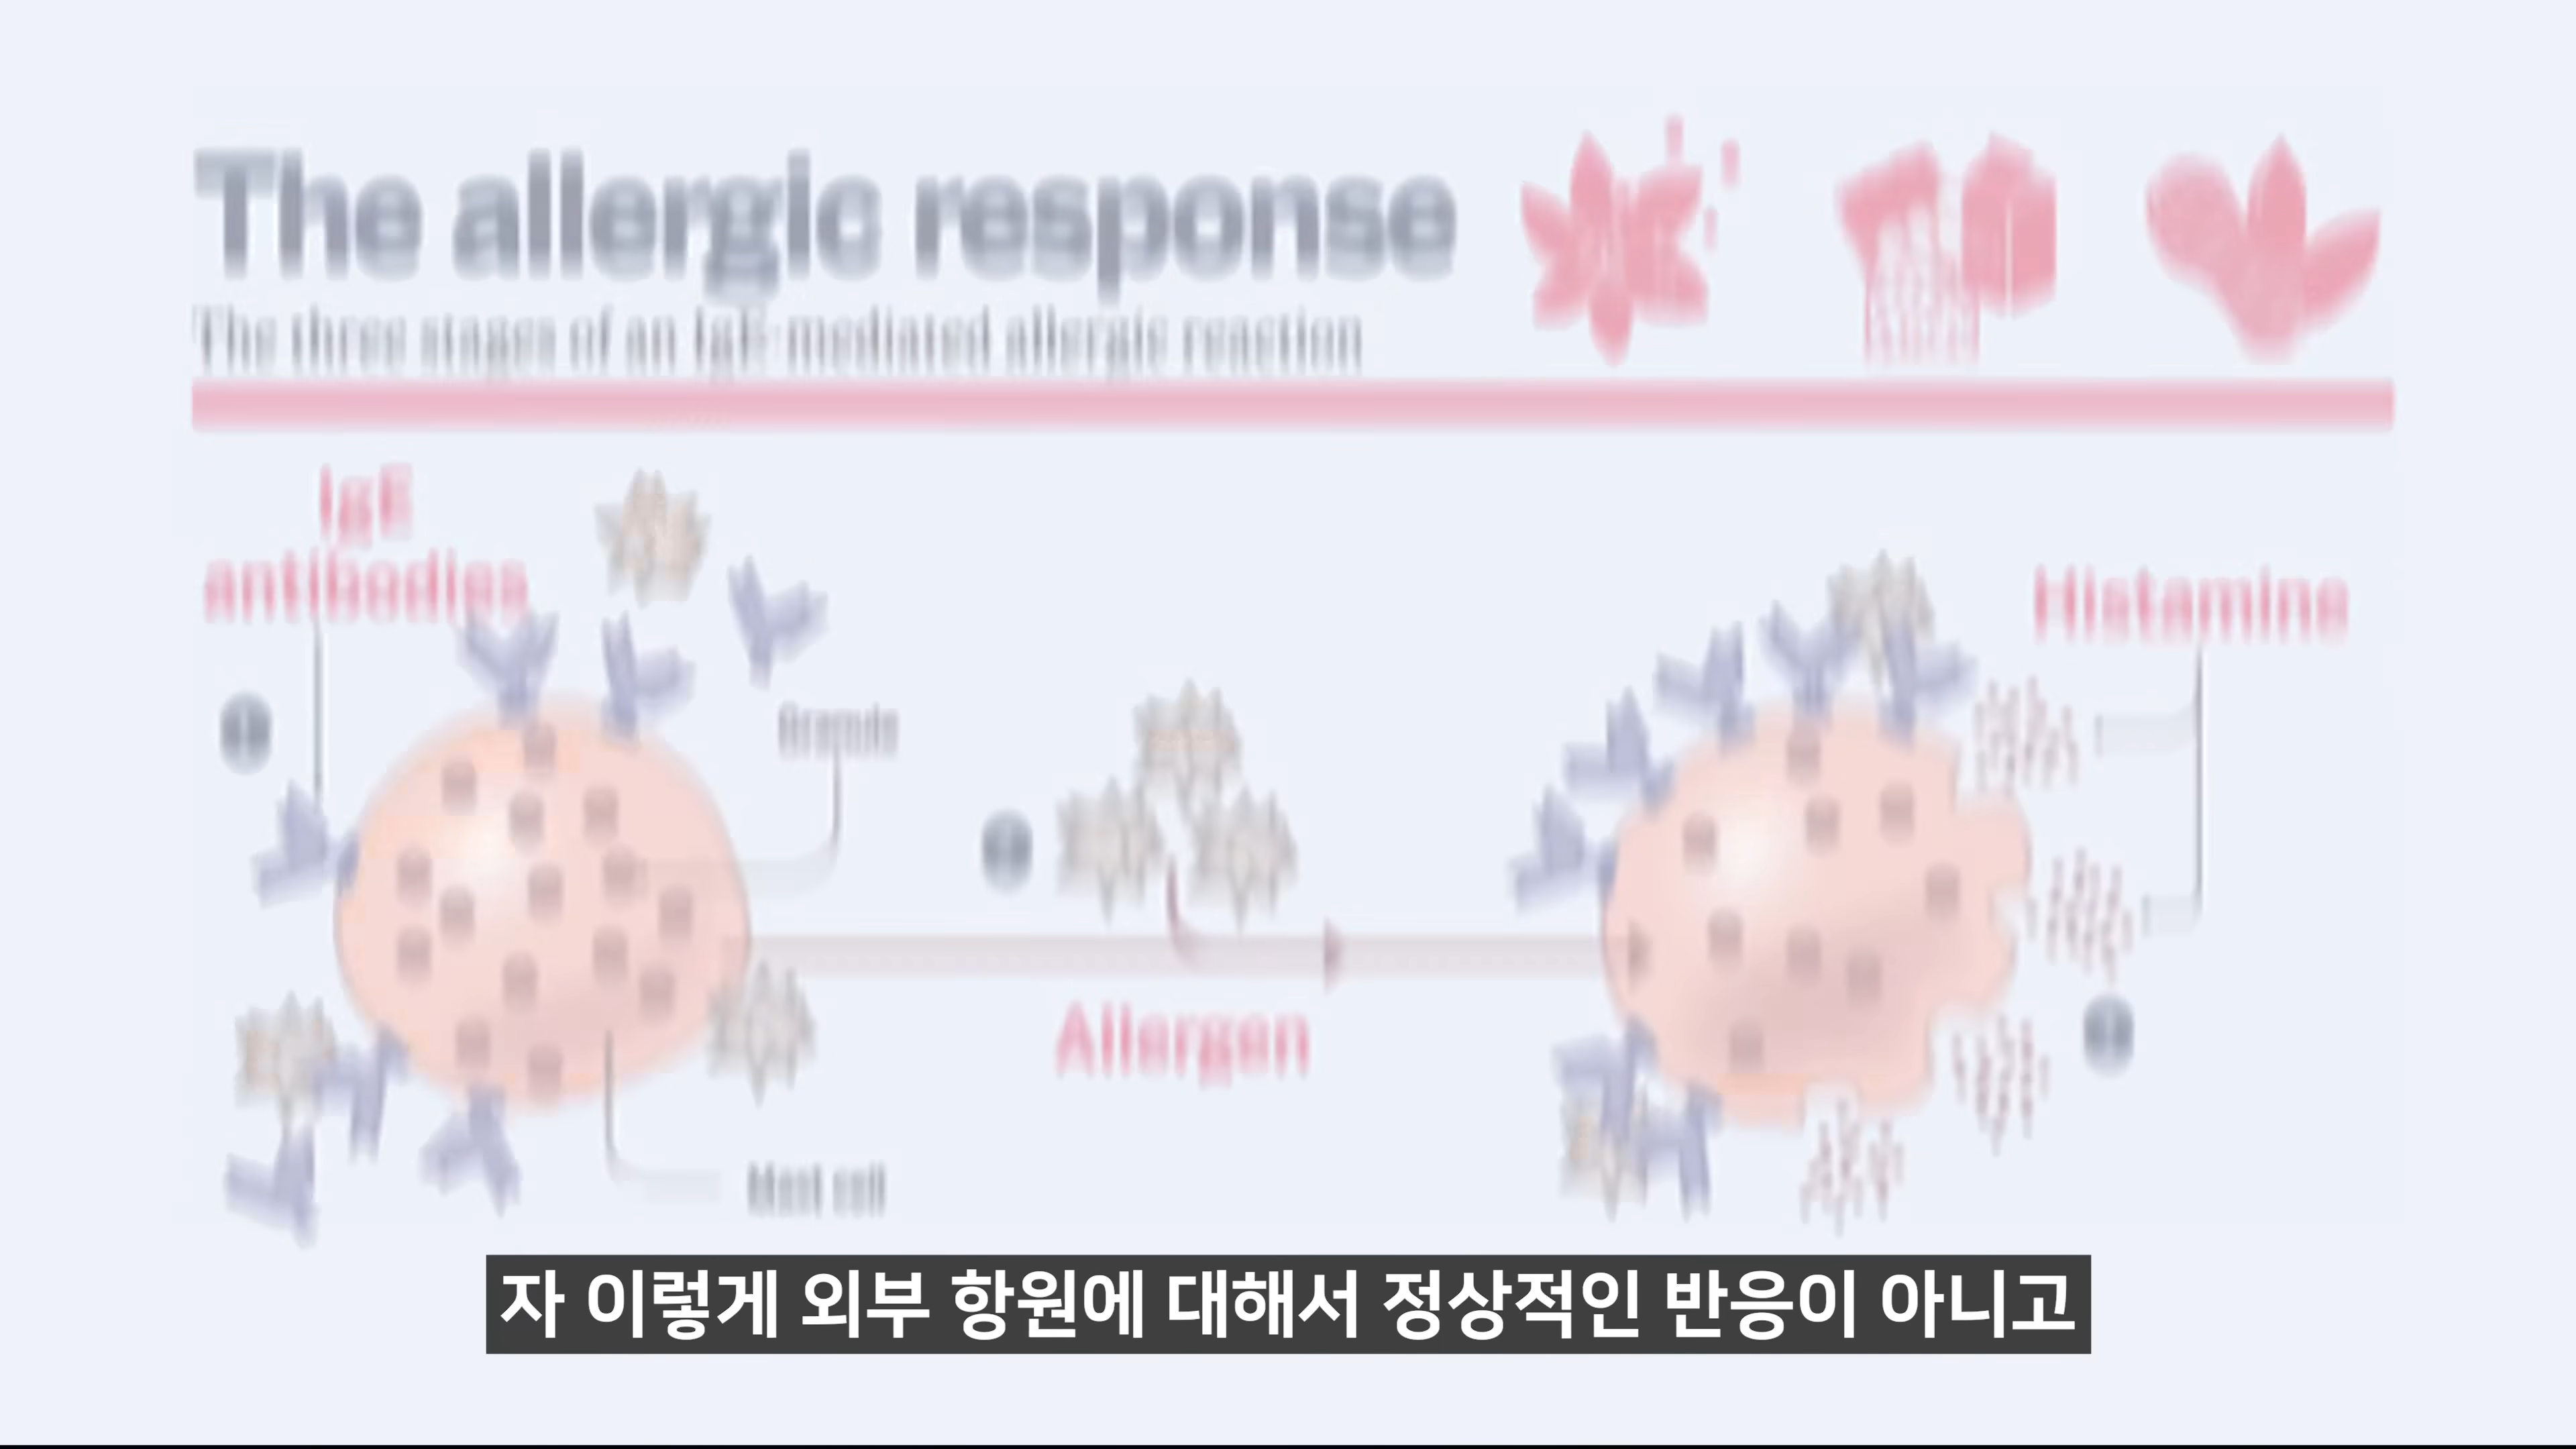 The allergic response
The three stages of an IgE-mediated allergic reaction
IgE
antibodies
Histamine
Granule
Allergen
Mast cell
자 이렇게 외부 항원에 대해서 정상적인 반응이 아니고